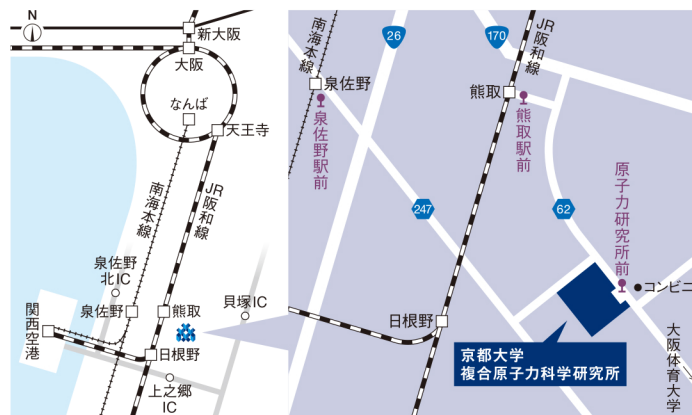 N
新大阪
大阪
なんば
天王寺
南海本線
JR阪和線
泉佐野
北IC
泉佐野
熊取
貝塚IC
関西空港
日根野
上之郷
IC
南海本線
26
170
JR阪和線
泉佐野
熊取
泉佐野駅前
熊取駅前
原子力研究所前
247
62
コンビニ
日根野
大阪体育大学
京都大学
複合原子力科学研究所